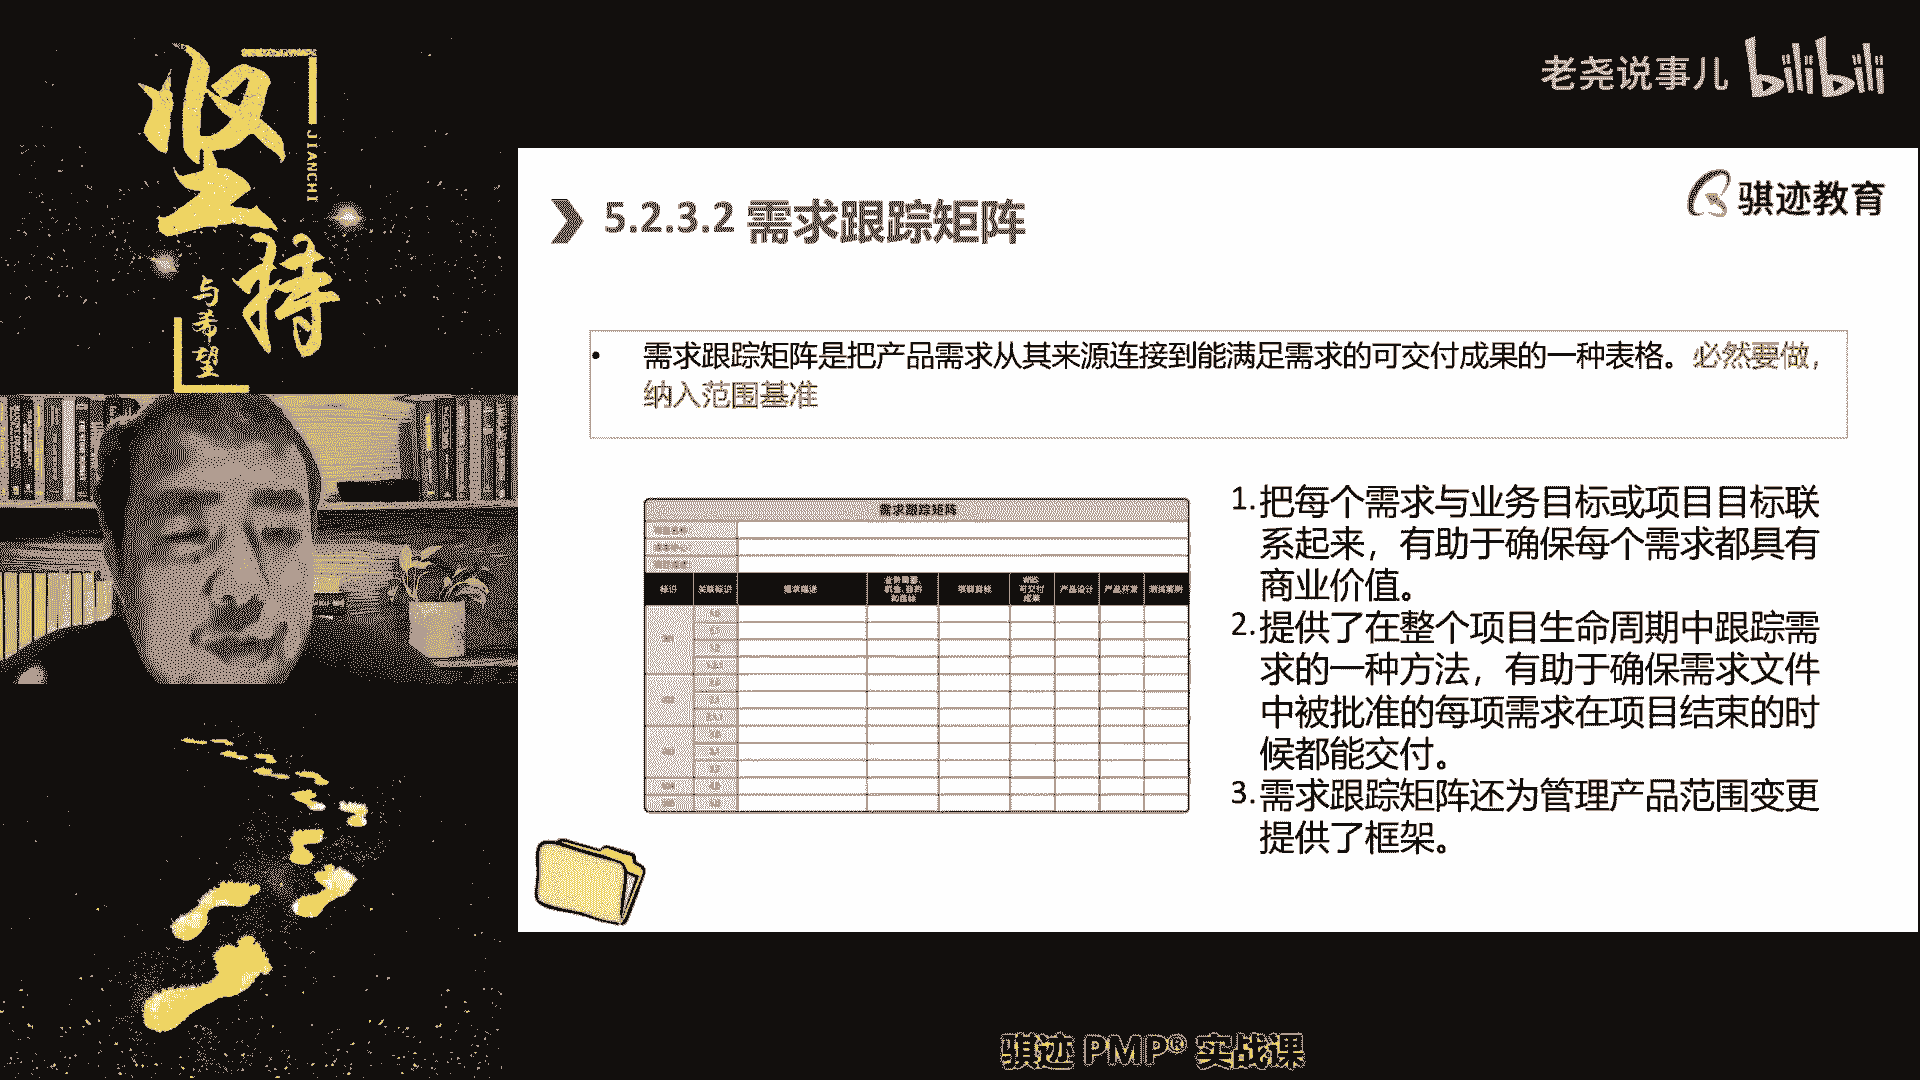 坚持
JIANCHI
与希望
老尧说事儿 bilibili
骐迹教育
5.2.3.2 需求跟踪矩阵
• 需求跟踪矩阵是把产品需求从其来源连接到能满足需求的可交付成果的一种表格。必然要做，
纳入范围基准
需求跟踪矩阵
标识 关联标识 需求描述 业务需要、机会、目的和目标 项目目标 WBS可交付成果 产品设计 产品开发 测试案例
1.把每个需求与业务目标或项目目标联
系起来，有助于确保每个需求都具有
商业价值。
2.提供了在整个项目生命周期中跟踪需
求的一种方法，有助于确保需求文件
中被批准的每项需求在项目结束的时
候都能交付。
3.需求跟踪矩阵还为管理产品范围变更
提供了框架。
骐迹 PMP® 实战课